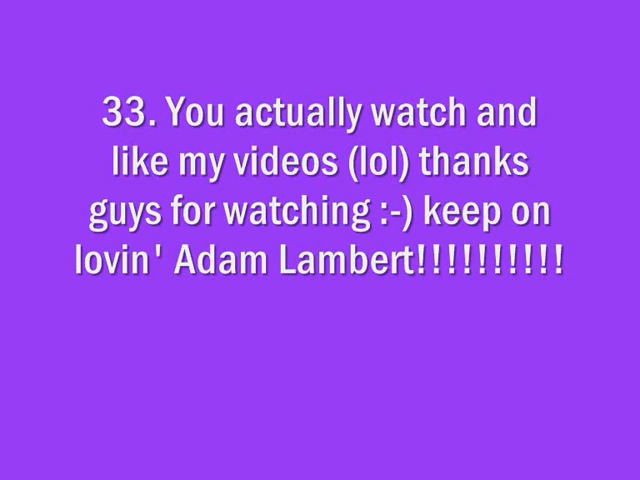 33. You actually watch and
like my videos (lol) thanks
guys for watching :-) keep on
lovin' Adam Lambert!!!!!!!!!!